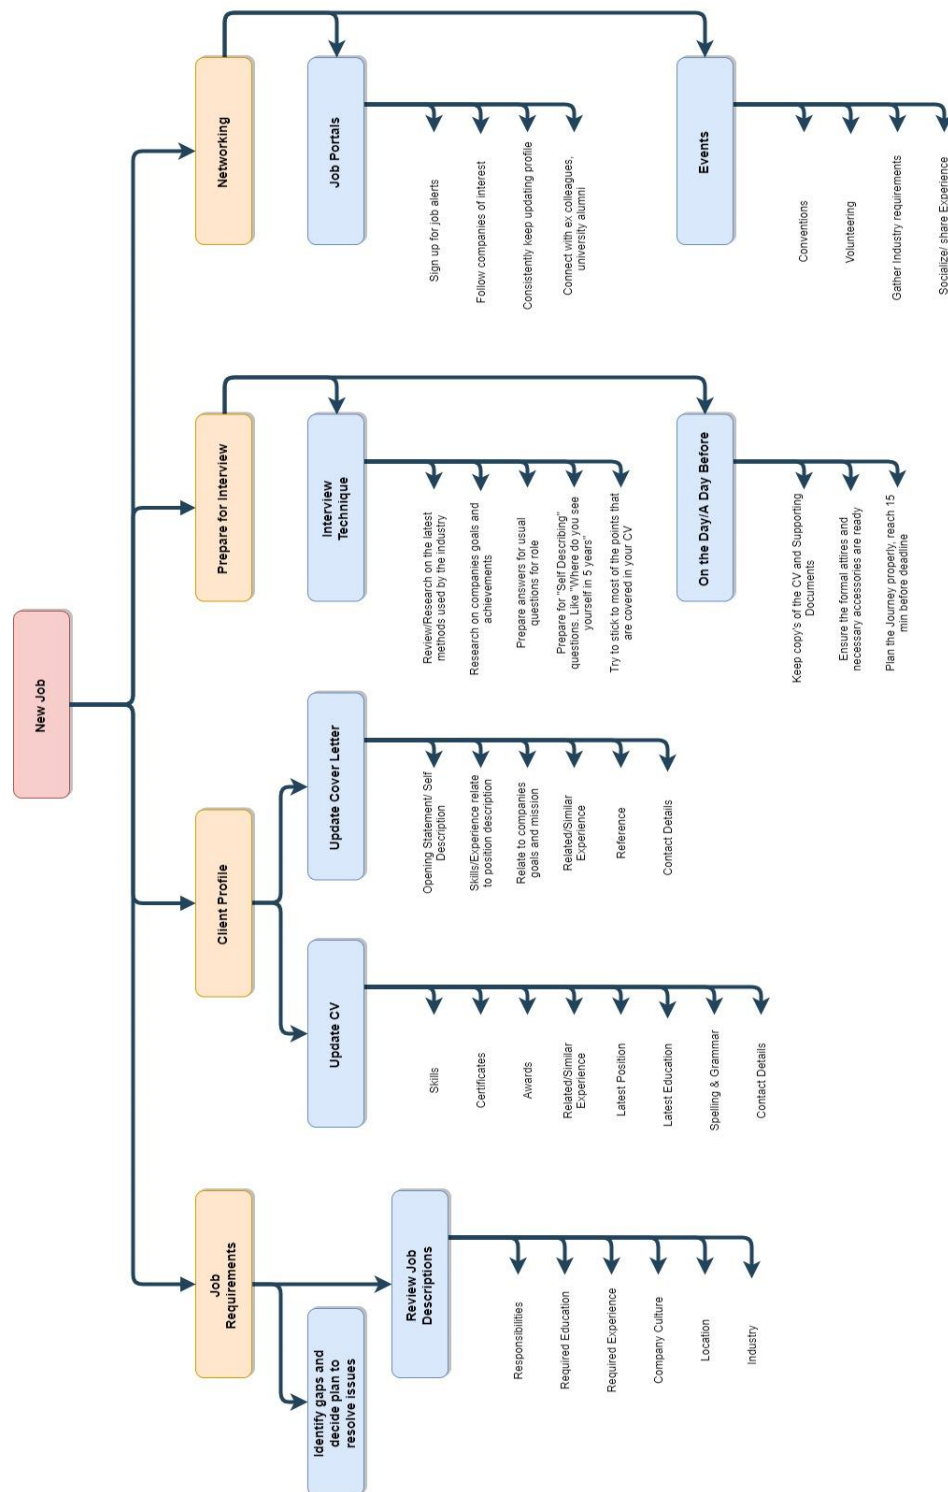 New Job
Job
Requirements
Client Profile
Prepare for Interview
Networking
Identify gaps and
decide plan to
resolve issues
Review Job
Descriptions
Responsibilities
Required Education
Required Experience
Company Culture
Location
Industry
Update CV
Skills
Certificates
Awards
Related/Similar
Experience
Latest Position
Latest Education
Spelling & Grammar
Contact Details
Update Cover Letter
Opening Statement/ Self
Description
Skills/Experience relate
to position description
Relate to companies
goals and mission
Related/Similar
Experience
Reference
Contact Details
Interview
Technique
Review/Research on the latest
methods used by the industry
Research on companies goals and
achievements
Prepare answers for usual
questions for role
Prepare for "Self Describing"
questions. Like "Where do you see
yourself in 5 years"
Try to stick to most of the points that
are covered in your CV
On the Day/A Day Before
Keep copy's of the CV and Supporting
Documents
Ensure the formal attires and
necessary accessories are ready
Plan the Journey properly, reach 15
min before deadline
Job Portals
Sign up for job alerts
Follow companies of interest
Consistently keep updating profile
Connect with ex colleagues,
university alumni
Events
Conventions
Volunteering
Gather Industry requirements
Socialize/ share Experience